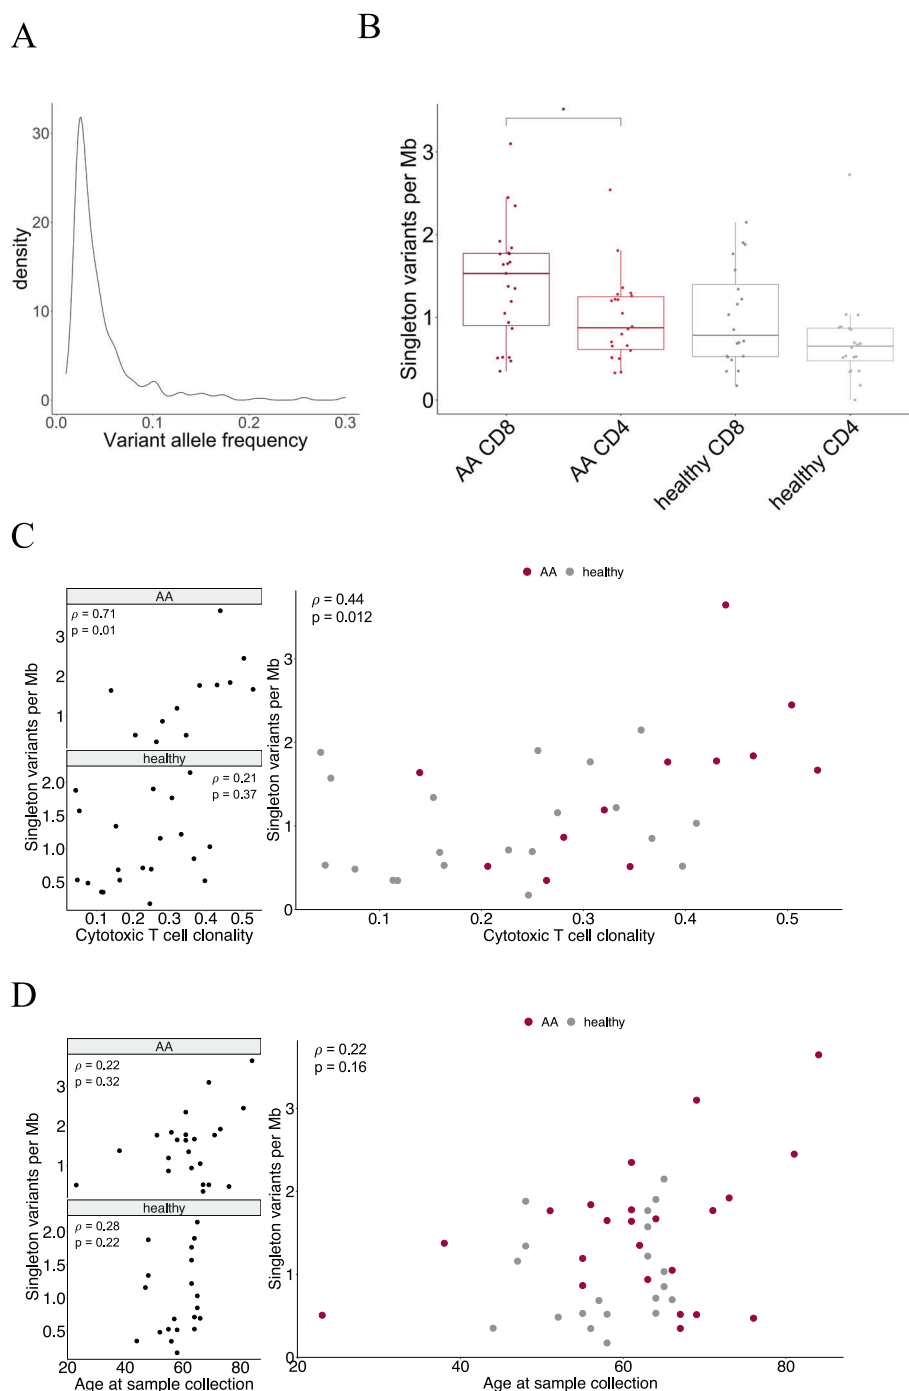 A
density
30
20
10
0
0.0
0.1
0.2
0.3
Variant allele frequency
B
*
Singleton variants per Mb
3
2
1
0
AA CD8
AA CD4
healthy CD8
healthy CD4
C
AA
ρ = 0.71
p = 0.01
3
2
1
healthy
ρ = 0.21
p = 0.37
2.0
1.5
1.0
0.5
Singleton variants per Mb
0.1 0.2 0.3 0.4 0.5
Cytotoxic T cell clonality
AA healthy
ρ = 0.44
p = 0.012
Singleton variants per Mb
3
2
1
0
0.1 0.2 0.3 0.4 0.5
Cytotoxic T cell clonality
D
AA
ρ = 0.22
p = 0.32
3
2
1
healthy
ρ = 0.28
p = 0.22
2.0
1.5
1.0
0.5
Singleton variants per Mb
20 40 60 80
Age at sample collection
AA healthy
ρ = 0.22
p = 0.16
Singleton variants per Mb
3
2
1
0
20 40 60 80
Age at sample collection